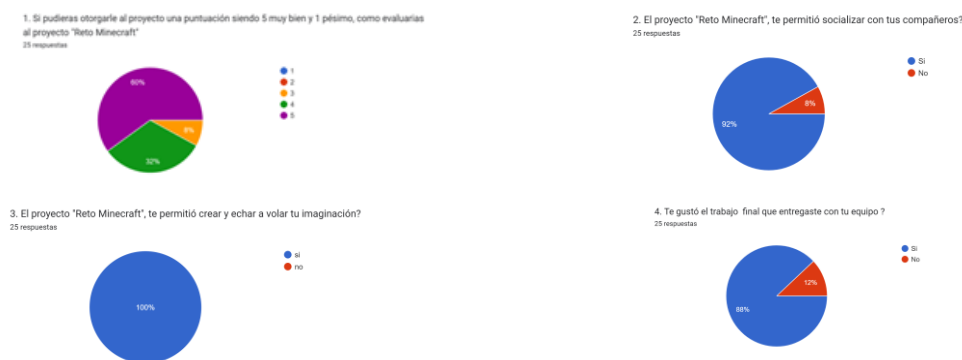 1. Si pudieras otorgarle al proyecto una puntuación siendo 5 muy bien y 1 pésimo, como evaluarias
al proyecto "Reto Minecraft"
25 respuestas
60%
8%
32%
1
2
3
4
5
2. El proyecto "Reto Minecraft", te permitió socializar con tus compañeros?
25 respuestas
92%
8%
Si
No
3. El proyecto "Reto Minecraft", te permitió crear y echar a volar tu imaginación?
25 respuestas
100%
si
no
4. Te gustó el trabajo final que entregaste con tu equipo ?
25 respuestas
88%
12%
Si
No